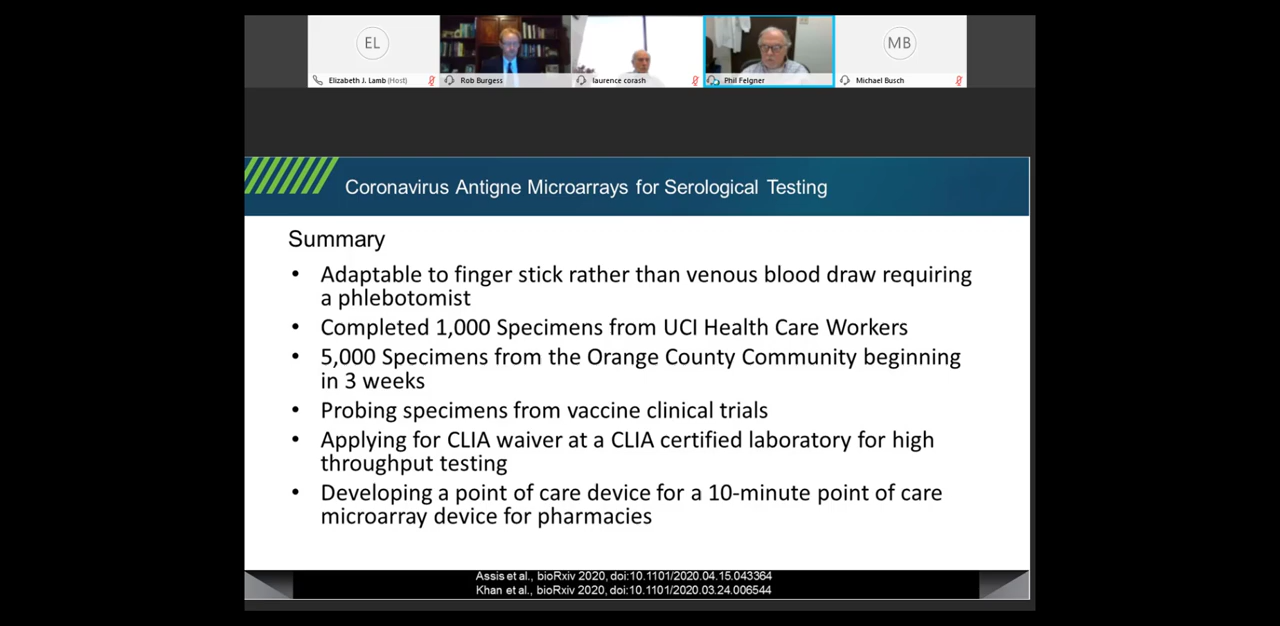 EL
MB
Elizabeth J. Lamb (Host)
Rob Burgess
laurence corash
Phil Felgner
Michael Busch
Coronavirus Antigne Microarrays for Serological Testing
Summary
• Adaptable to finger stick rather than venous blood draw requiring
a phlebotomist
• Completed 1,000 Specimens from UCI Health Care Workers
• 5,000 Specimens from the Orange County Community beginning
in 3 weeks
• Probing specimens from vaccine clinical trials
• Applying for CLIA waiver at a CLIA certified laboratory for high
throughput testing
• Developing a point of care device for a 10-minute point of care
microarray device for pharmacies
Assis et al., bioRxiv 2020, doi:10.1101/2020.04.15.043364
Khan et al., bioRxiv 2020, doi:10.1101/2020.03.24.006544